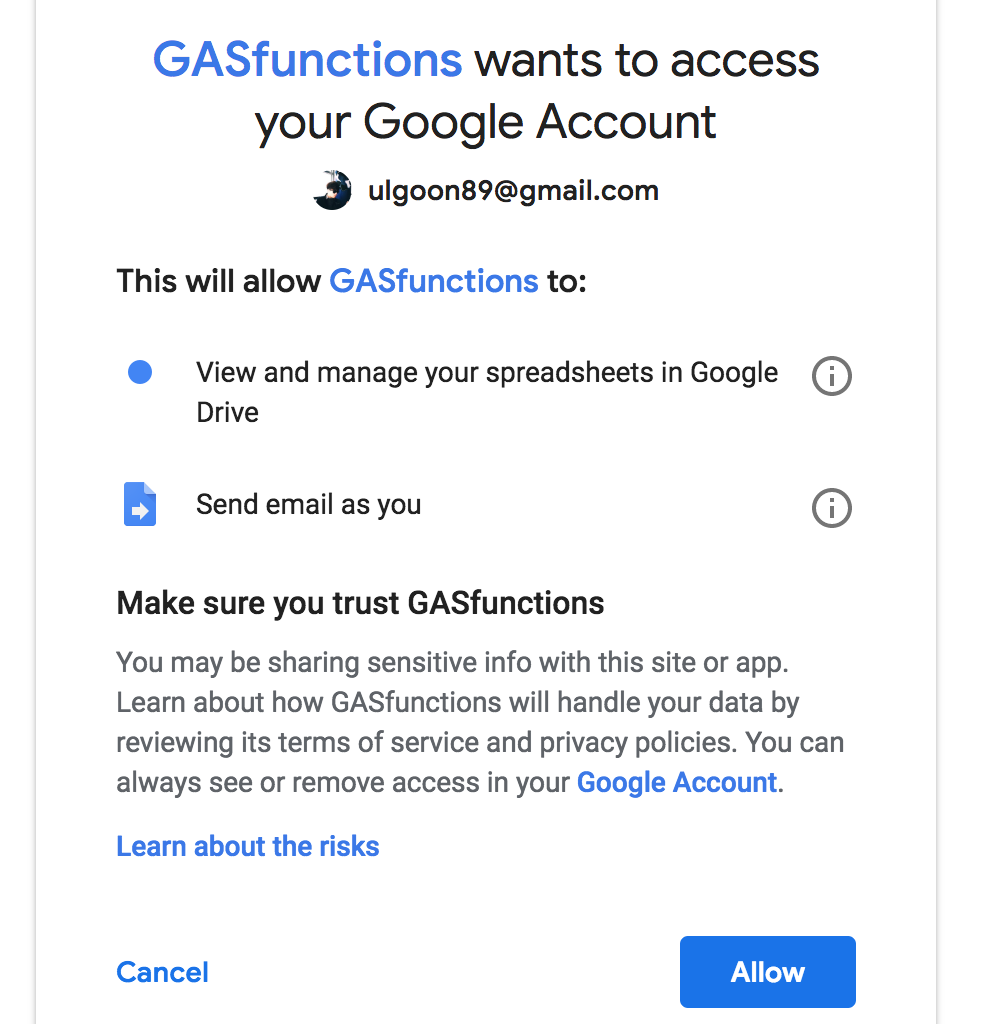 GASfunctions wants to access
your Google Account
ulgoon89@gmail.com
This will allow GASfunctions to:
View and manage your spreadsheets in Google
Drive
Send email as you
Make sure you trust GASfunctions
You may be sharing sensitive info with this site or app.
Learn about how GASfunctions will handle your data by
reviewing its terms of service and privacy policies. You can
always see or remove access in your Google Account.
Learn about the risks
Cancel
Allow